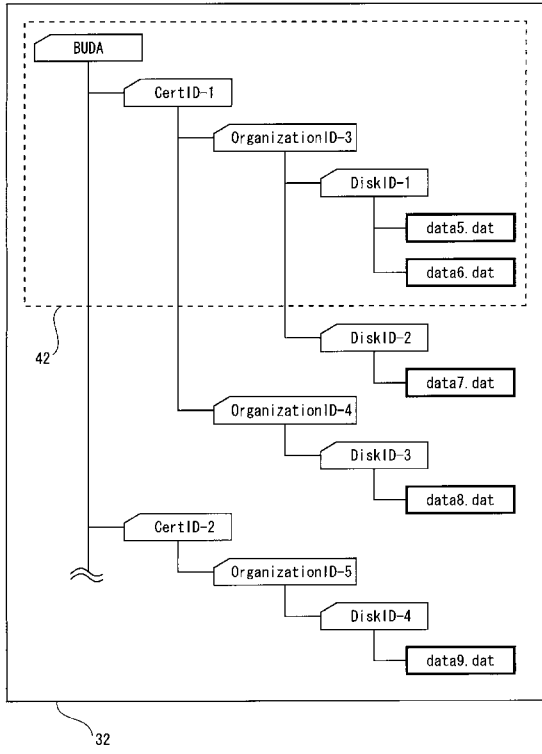 BUDA
CertID-1
OrganizationID-3
DiskID-1
data5.dat
data6.dat
42
DiskID-2
data7.dat
OrganizationID-4
DiskID-3
data8.dat
CertID-2
OrganizationID-5
DiskID-4
data9.dat
32